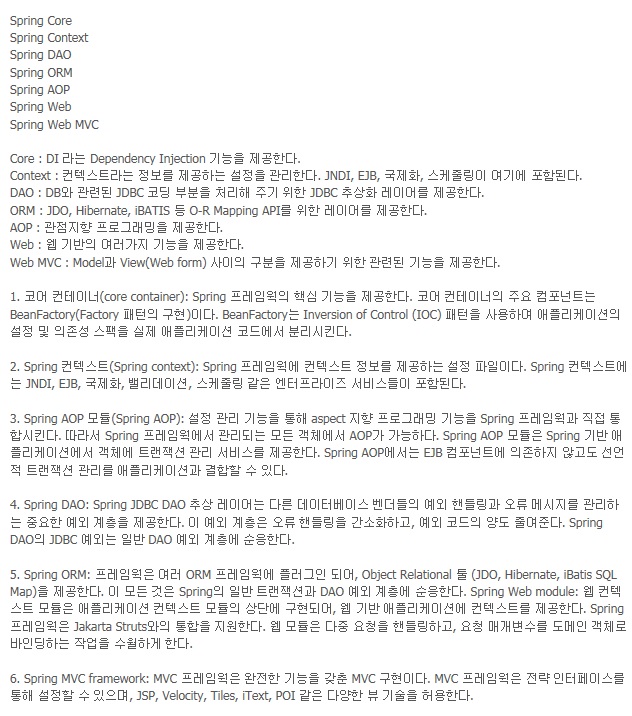 Spring Core
Spring Context
Spring DAO
Spring ORM
Spring AOP
Spring Web
Spring Web MVC
Core : DI 라는 Dependency Injection 기능을 제공한다.
Context : 컨텍스트라는 정보를 제공하는 설정을 관리한다. JNDI, EJB, 국제화, 스케줄링이 여기에 포함된다.
DAO : DB와 관련된 JDBC 코딩 부분을 처리해 주기 위한 JDBC 추상화 레이어를 제공한다.
ORM : JDO, Hibernate, iBATIS 등 O-R Mapping API를 위한 레이어를 제공한다.
AOP : 관점지향 프로그래밍을 제공한다.
Web : 웹 기반의 여러가지 기능을 제공한다.
Web MVC : Model과 View(Web form) 사이의 구분을 제공하기 위한 관련된 기능을 제공한다.
1. 코어 컨테이너(core container): Spring 프레임웍의 핵심 기능을 제공한다. 코어 컨테이너의 주요 컴포넌트는
BeanFactory(Factory 패턴의 구현)이다. BeanFactory는 Inversion of Control (IOC) 패턴을 사용하여 애플리케이션의
설정 및 의존성 스팩을 실제 애플리케이션 코드에서 분리시킨다.
2. Spring 컨텍스트(Spring context): Spring 프레임웍에 컨텍스트 정보를 제공하는 설정 파일이다. Spring 컨텍스트에
는 JNDI, EJB, 국제화, 밸리데이션, 스케줄링 같은 엔터프라이즈 서비스들이 포함된다.
3. Spring AOP 모듈(Spring AOP): 설정 관리 기능을 통해 aspect 지향 프로그래밍 기능을 Spring 프레임웍과 직접 통
합시킨다. 따라서 Spring 프레임웍에서 관리되는 모든 객체에서 AOP가 가능하다. Spring AOP 모듈은 Spring 기반 애
플리케이션에서 객체에 트랜잭션 관리 서비스를 제공한다. Spring AOP에서는 EJB 컴포넌트에 의존하지 않고도 선언
적 트랜잭션 관리를 애플리케이션과 결합할 수 있다.
4. Spring DAO: Spring JDBC DAO 추상 레이어는 다른 데이터베이스 벤더들의 예외 핸들링과 오류 메시지를 관리하
는 중요한 예외 계층을 제공한다. 이 예외 계층은 오류 핸들링을 간소화하고, 예외 코드의 양도 줄여준다. Spring
DAO의 JDBC 예외는 일반 DAO 예외 계층에 순응한다.
5. Spring ORM: 프레임웍은 여러 ORM 프레임웍에 플러그인 되어, Object Relational 툴 (JDO, Hibernate, iBatis SQL
Map)을 제공한다. 이 모든 것은 Spring의 일반 트랜잭션과 DAO 예외 계층에 순응한다. Spring Web module: 웹 컨텍
스트 모듈은 애플리케이션 컨텍스트 모듈의 상단에 구현되어, 웹 기반 애플리케이션에 컨텍스트를 제공한다. Spring
프레임웍은 Jakarta Struts와의 통합을 지원한다. 웹 모듈은 다중 요청을 핸들링하고, 요청 매개변수를 도메인 객체로
바인딩하는 작업을 수월하게 한다.
6. Spring MVC framework: MVC 프레임웍은 완전한 기능을 갖춘 MVC 구현이다. MVC 프레임웍은 전략 인터페이스를
통해 설정할 수 있으며, JSP, Velocity, Tiles, iText, POI 같은 다양한 뷰 기술을 허용한다.